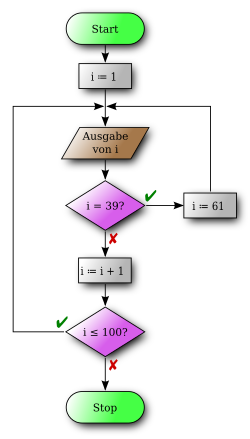 Start
i := 1
Ausgabe
von i
i = 39?
i := 61
i := i + 1
i ≤ 100?
Stop